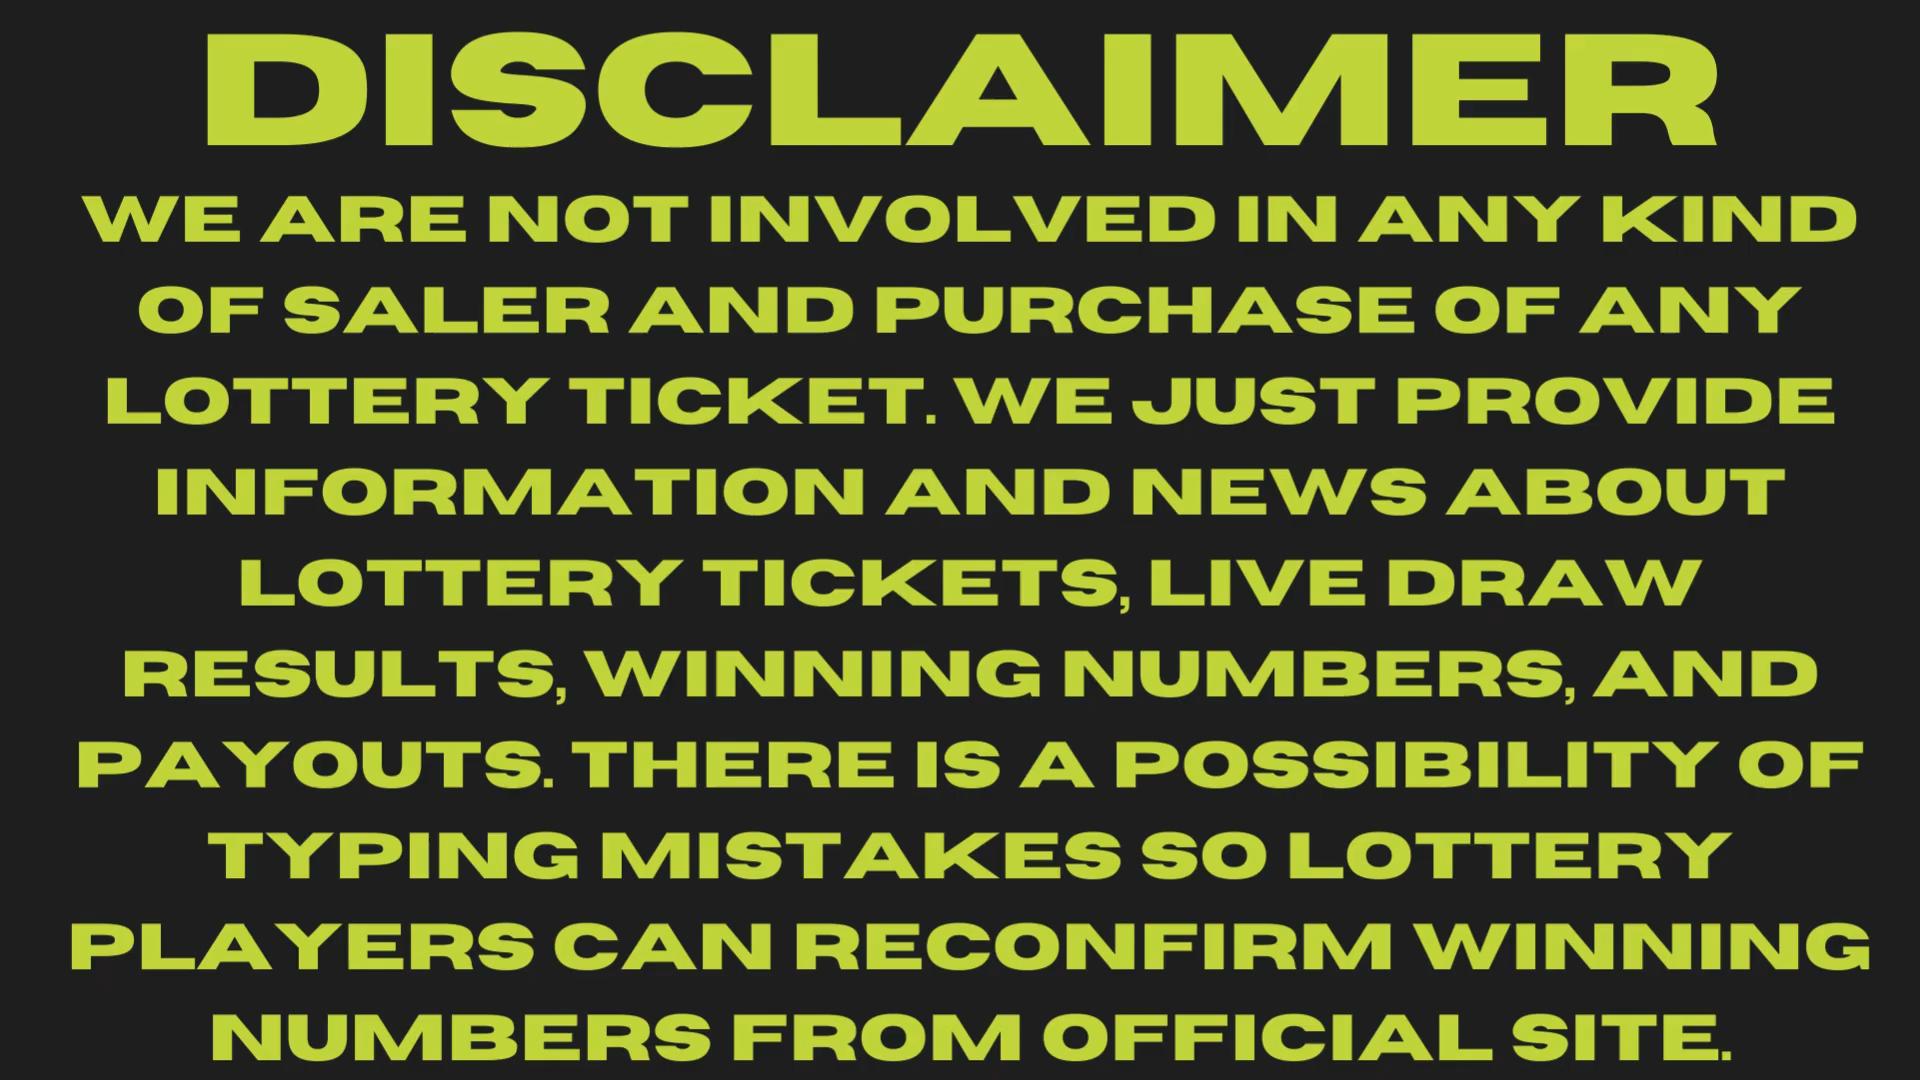 DISCLAIMER
WE ARE NOT INVOLVED IN ANY KIND
OF SALER AND PURCHASE OF ANY
LOTTERY TICKET. WE JUST PROVIDE
INFORMATION AND NEWS ABOUT
LOTTERY TICKETS, LIVE DRAW
RESULTS, WINNING NUMBERS, AND
PAYOUTS. THERE IS A POSSIBILITY OF
TYPING MISTAKES SO LOTTERY
PLAYERS CAN RECONFIRM WINNING
NUMBERS FROM OFFICIAL SITE.